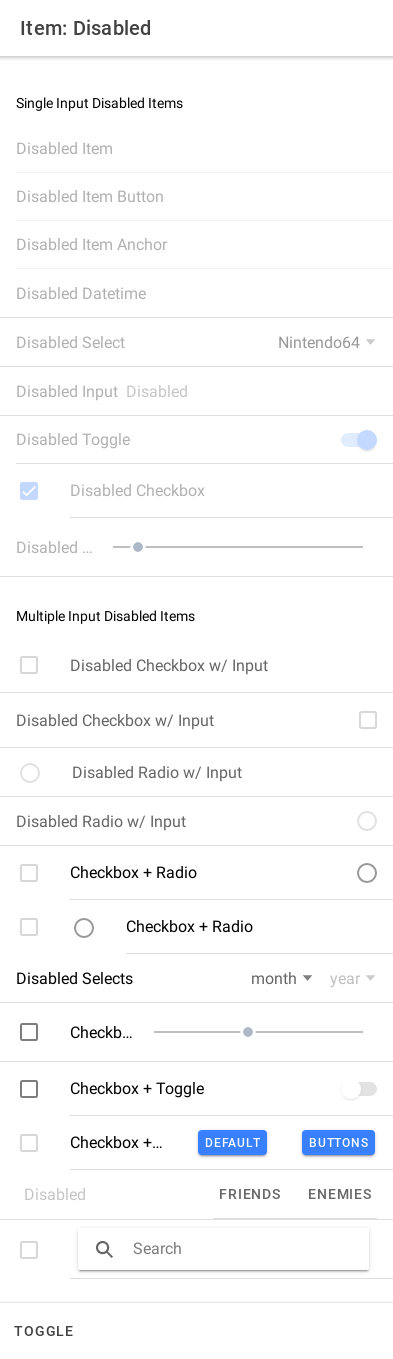 Item: Disabled
Single Input Disabled Items
Disabled Item
Disabled Item Button
Disabled Item Anchor
Disabled Datetime
Disabled Select Nintendo64
Disabled Input Disabled
Disabled Toggle
Disabled Checkbox
Disabled ...
Multiple Input Disabled Items
Disabled Checkbox w/ Input
Disabled Checkbox w/ Input
Disabled Radio w/ Input
Disabled Radio w/ Input
Checkbox + Radio
Checkbox + Radio
Disabled Selects month year
Checkb...
Checkbox + Toggle
Checkbox +... DEFAULT BUTTONS
Disabled FRIENDS ENEMIES
Search
TOGGLE